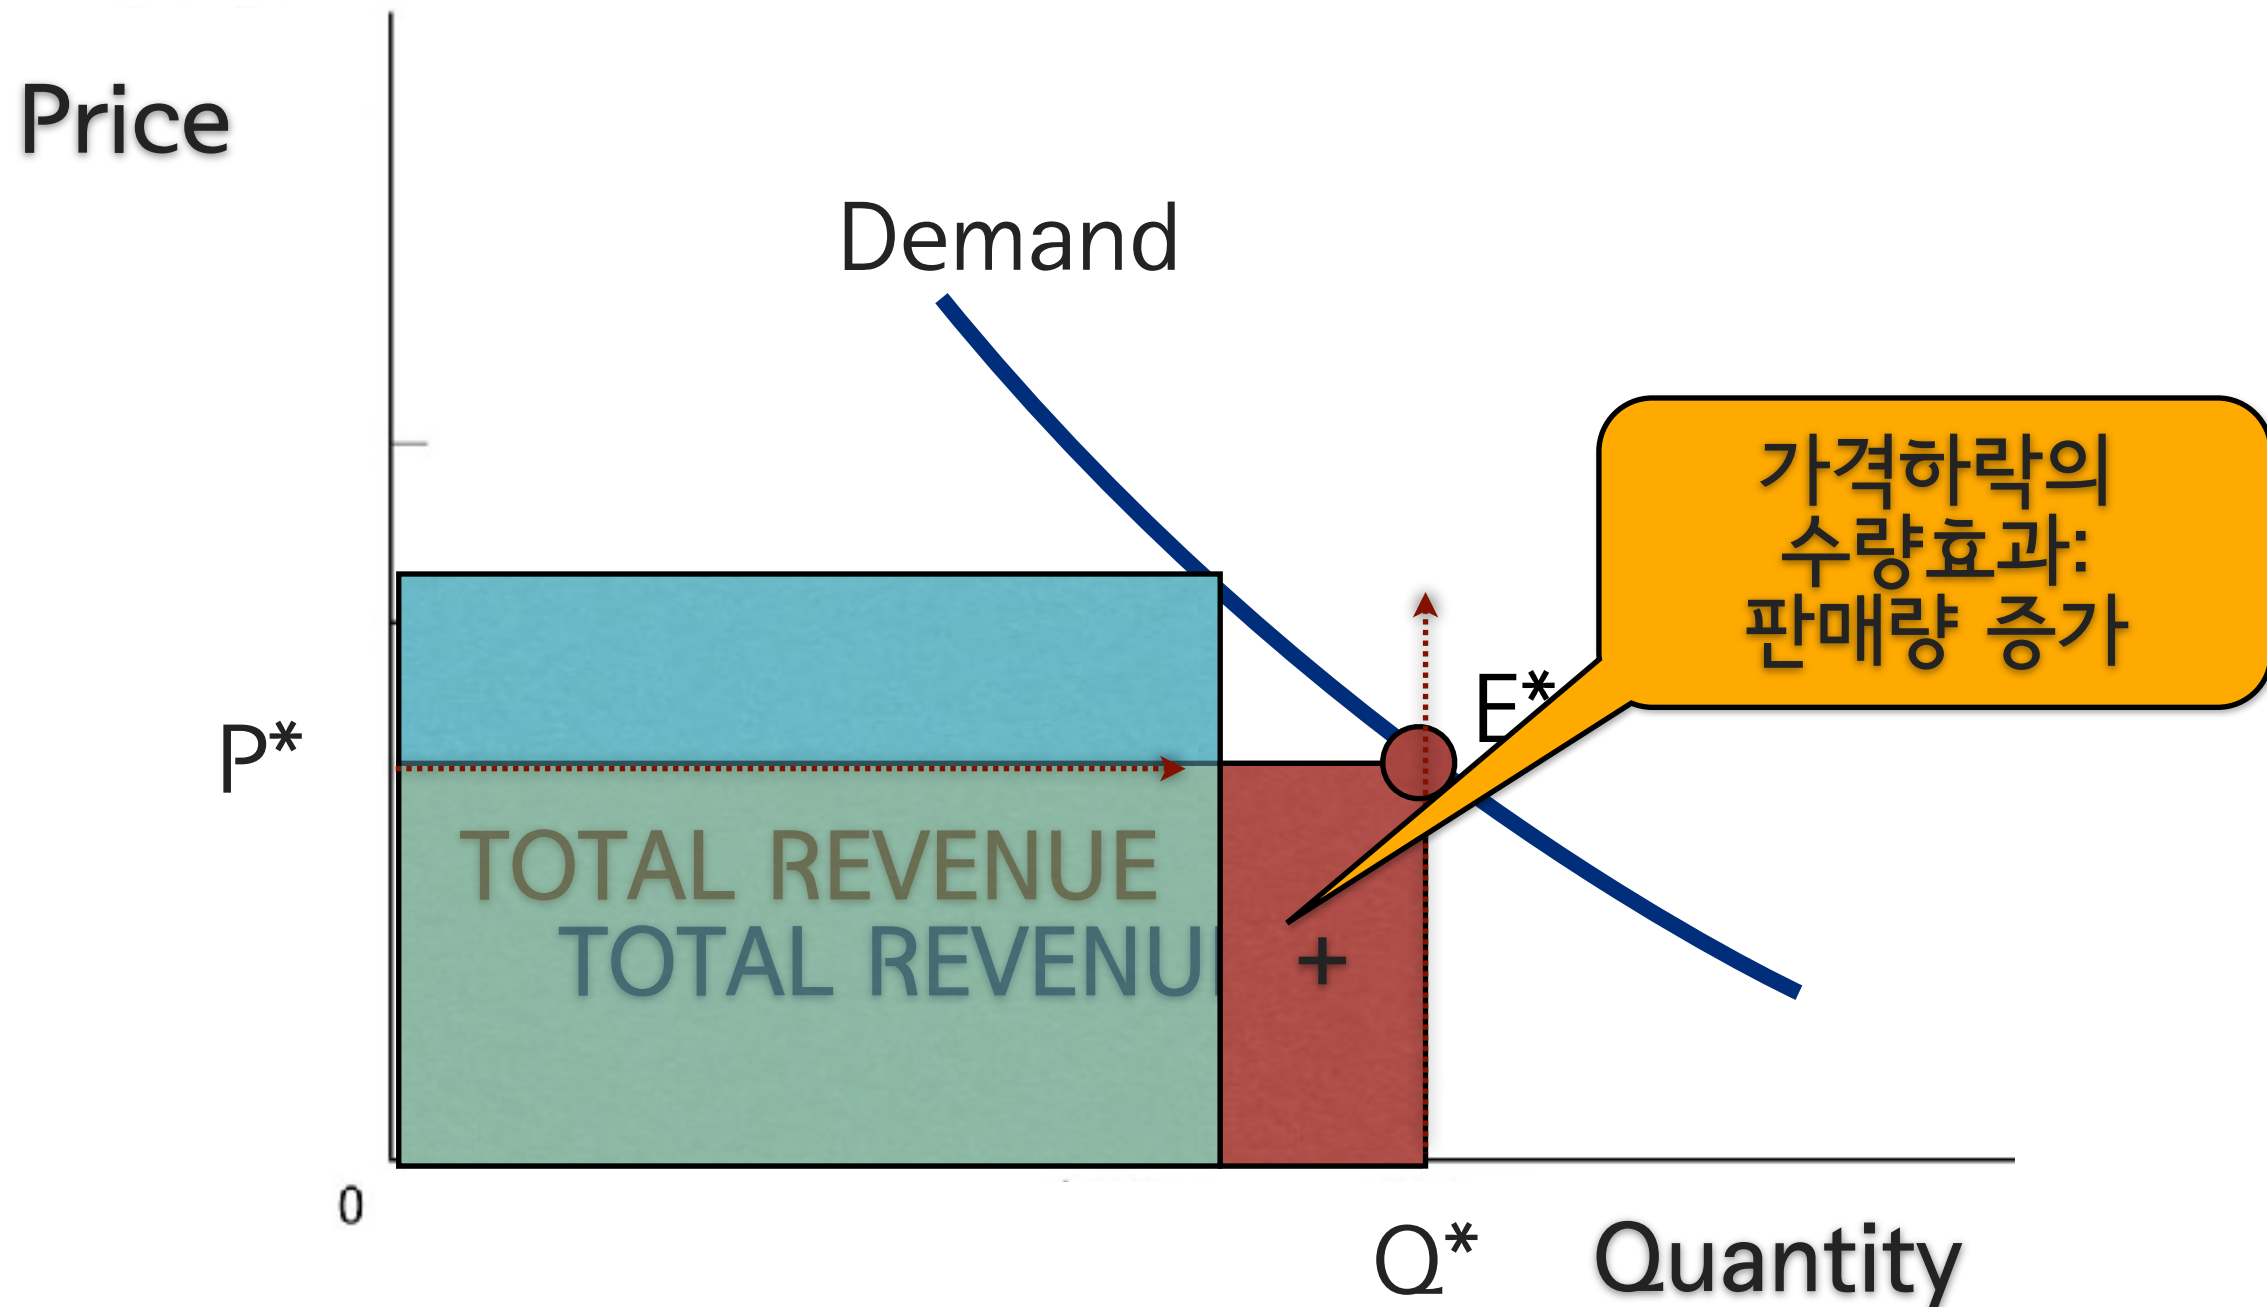 Price
Demand
가격하락의
수량효과:
판매량 증가
E*
P*
TOTAL REVENUE
TOTAL REVENU
+
0
Q*
Quantity